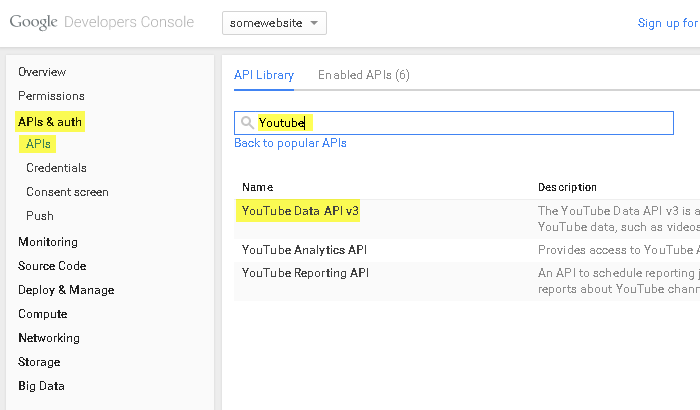 Google Developers Console
somewebsite
Sign up for
Overview
Permissions
APIs & auth
APIs
Credentials
Consent screen
Push
Monitoring
Source Code
Deploy & Manage
Compute
Networking
Storage
Big Data
API Library
Enabled APIs (6)
Youtube
Back to popular APIs
Name
Description
YouTube Data API v3
The YouTube Data API v3 is a
YouTube data, such as videos
YouTube Analytics API
Provides access to YouTube A
YouTube Reporting API
An API to schedule reporting j
reports about YouTube chann